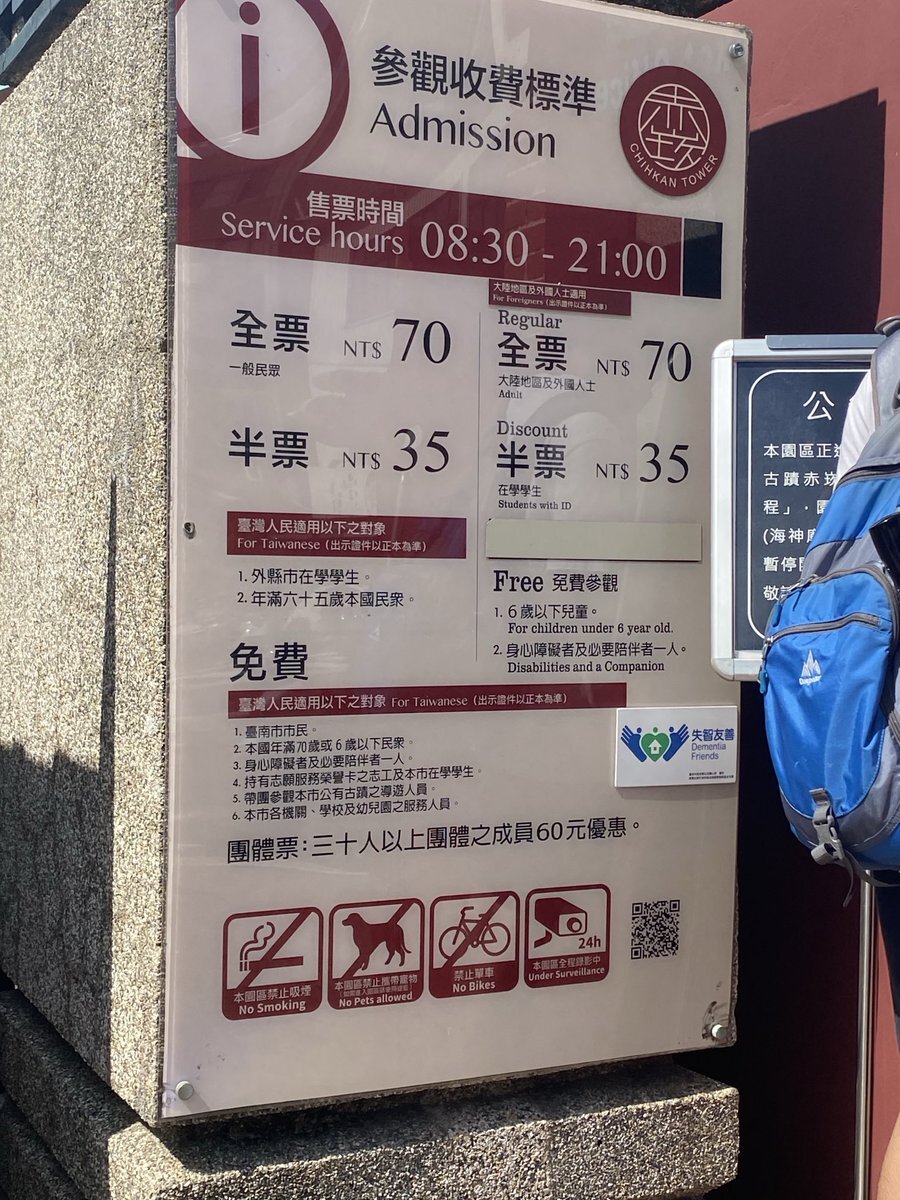 i
參觀收費標準
Admission
赤崁
CHIHKAN TOWER
售票時間
Service hours 08:30 - 21:00
全票 NT$ 70
一般民眾
半票 NT$ 35
臺灣人民適用以下之對象
For Taiwanese（出示證件以正本為準）
1. 外縣市在學學生。
2. 年滿六十五歲本國民眾。
大陸地區及外國人士適用
For Foreigners（出示證件以正本為準）
Regular
全票 NT$ 70
大陸地區及外國人士
Adult
Discount
半票 NT$ 35
在學學生
Students with ID
Free 免費參觀
1. 6歲以下兒童。
For children under 6 year old.
2. 身心障礙者及必要陪伴者一人。
Disabilities and a Companion
免費
臺灣人民適用以下之對象 For Taiwanese（出示證件以正本為準）
1. 臺南市市民。
2. 本國年滿70歲或6歲以下民眾。
3. 身心障礙者及必要陪伴者一人。
4. 持有志願服務榮譽卡之志工及本市在學學生。
5. 帶團參觀本市公有古蹟之導遊人員。
6. 本市各機關、學校及幼兒園之服務人員。
失智友善
Dementia
Friends
團體票：三十人以上團體之成員60元優惠。
本園區禁止吸煙
No Smoking
本園區禁止攜帶寵物
No Pets allowed
禁止單車
No Bikes
24h
本園區全程錄影中
Under Surveillance
公
本園區正
古蹟赤崁
程」，園
(海神廟
暫停開
敬請